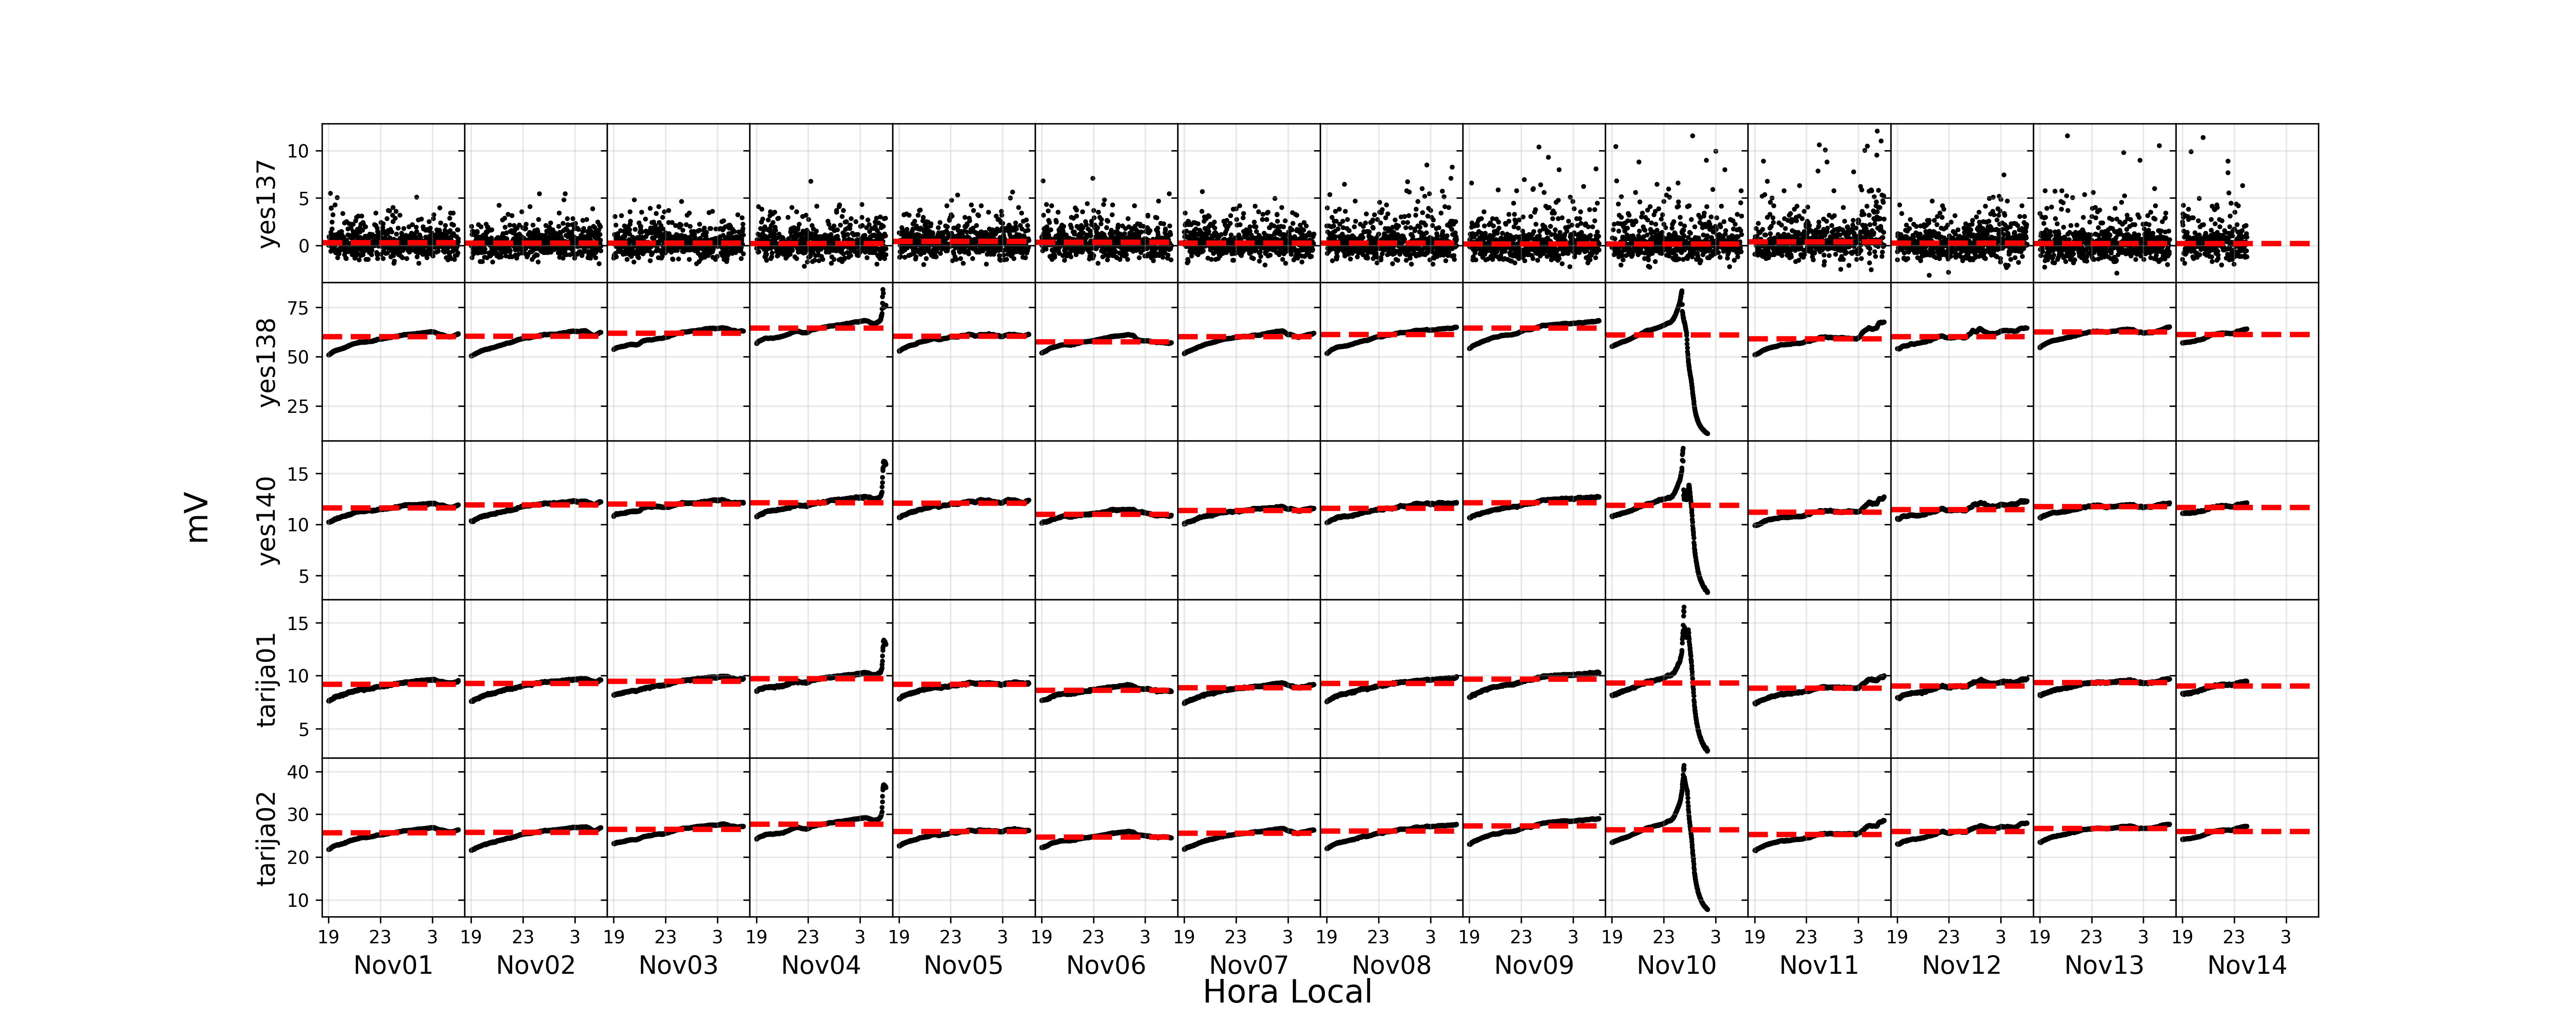 mV
yes137
10
5
0
yes138
75
50
25
yes140
15
10
5
tarija01
15
10
5
tarija02
40
30
20
10
19 23 3 19 23 3 19 23 3 19 23 3 19 23 3 19 23 3 19 23 3 19 23 3 19 23 3 19 23 3 19 23 3 19 23 3 19 23 3 19 23 3
Nov01 Nov02 Nov03 Nov04 Nov05 Nov06 Nov07 Nov08 Nov09 Nov10 Nov11 Nov12 Nov13 Nov14
Hora Local